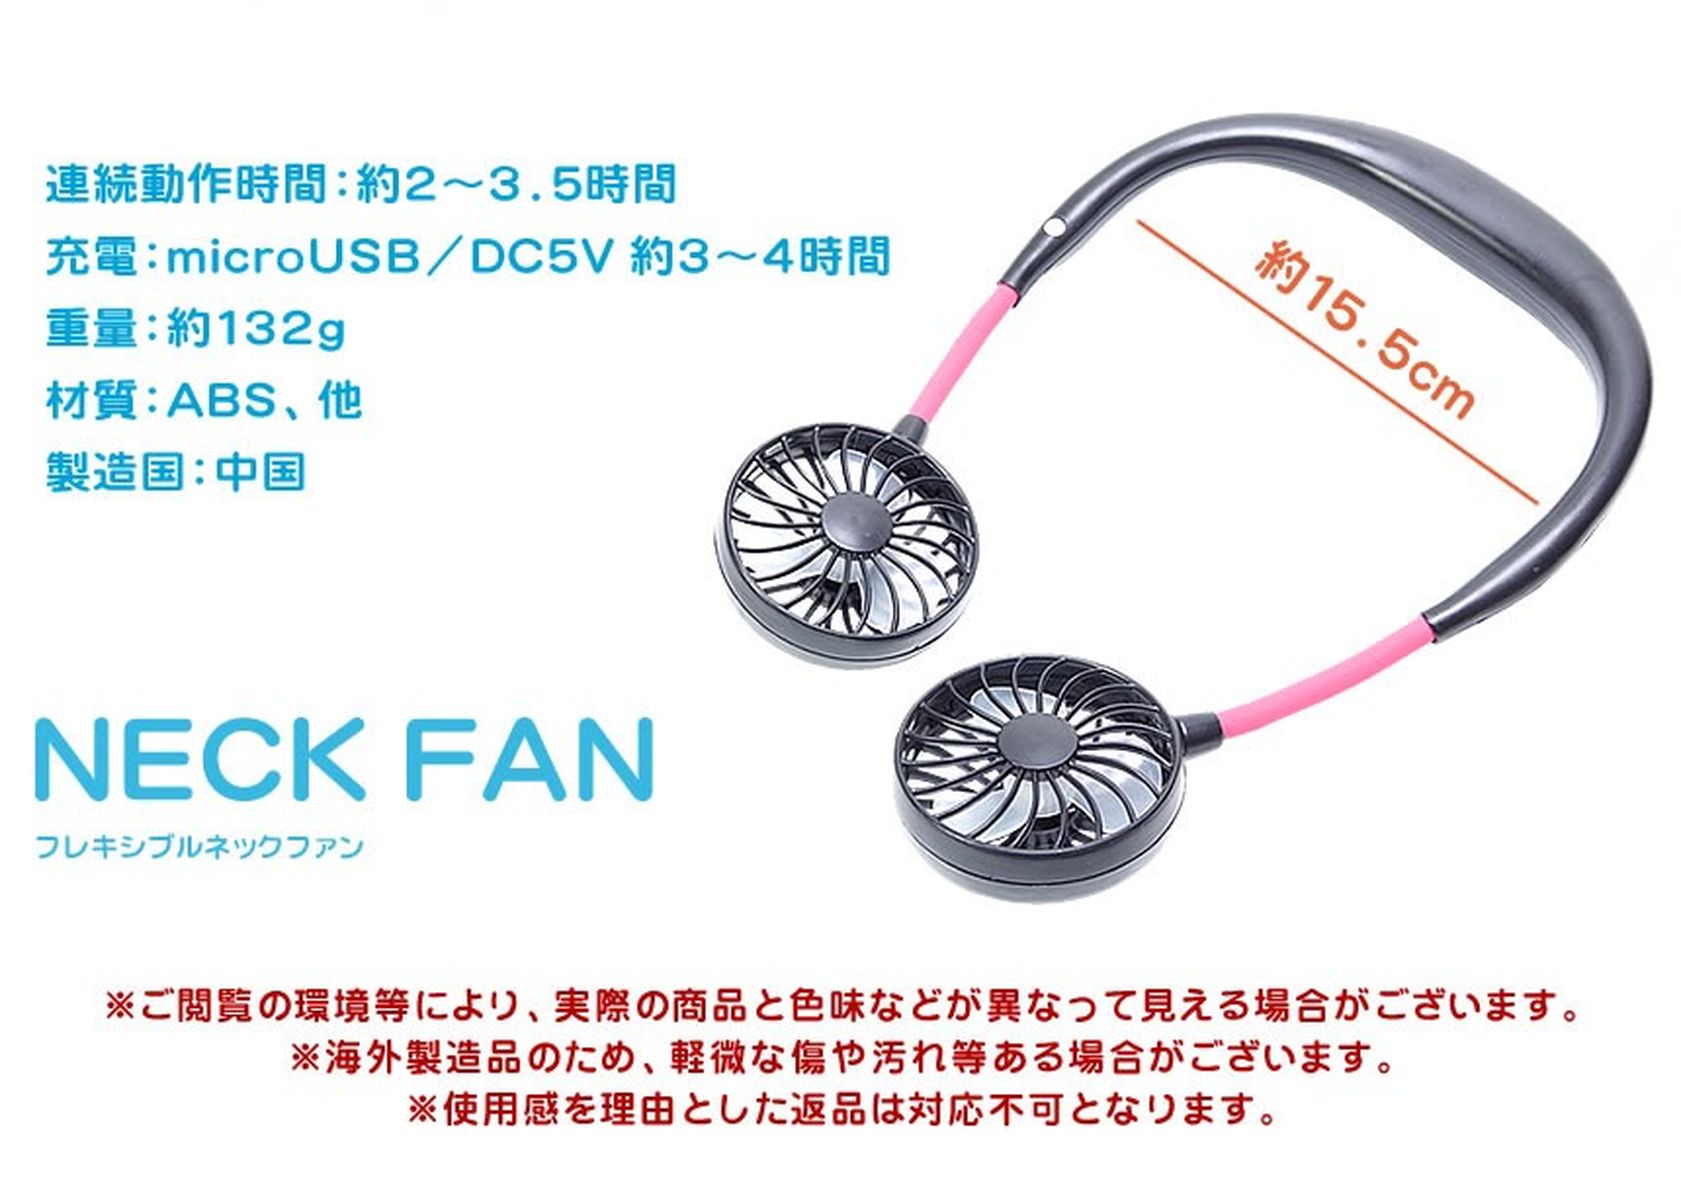 連続動作時間：約2～3.5時間
充電：microUSB／DC5V 約3～4時間
重量：約132g
材質：ABS、他
製造国：中国
約15.5cm
NECK FAN
フレキシブルネックファン
※ご閲覧の環境等により、実際の商品と色味などが異なって見える場合がございます。
※海外製造品のため、軽微な傷や汚れ等ある場合がございます。
※使用感を理由とした返品は対応不可となります。